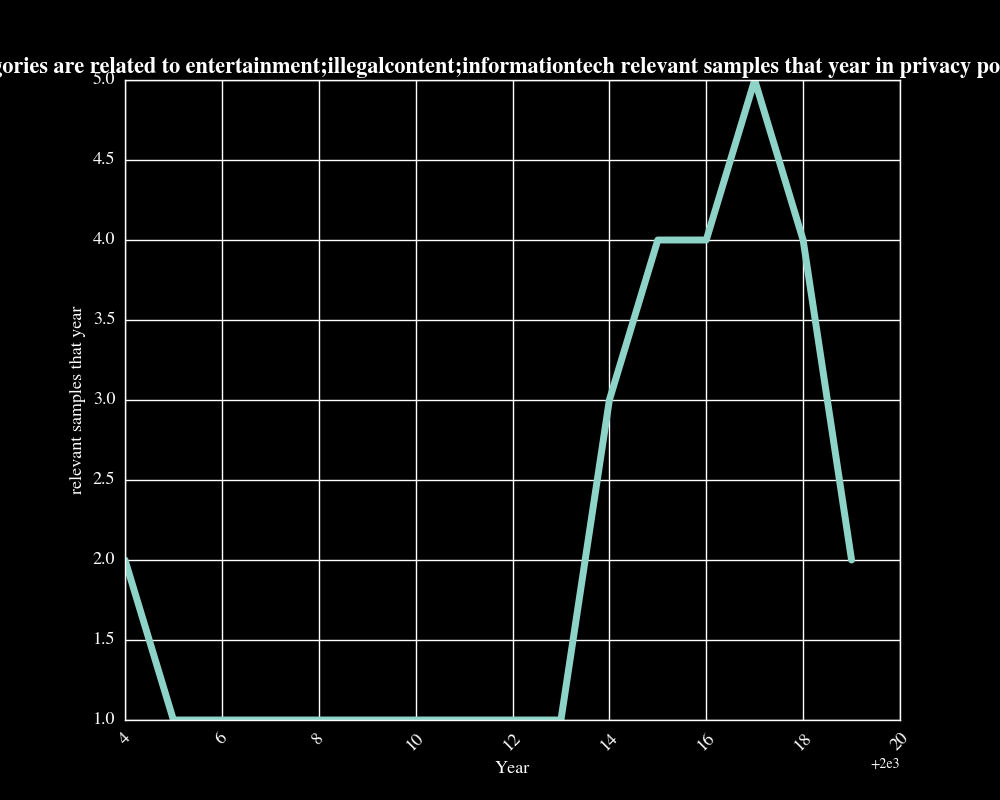 gories are related to entertainment;illegalcontent;informationtech relevant samples that year in privacy po
5.0
4.5
4.0
3.5
3.0
2.5
2.0
1.5
1.0
relevant samples that year
4 6 8 10 12 14 16 18 20
+2e3
Year